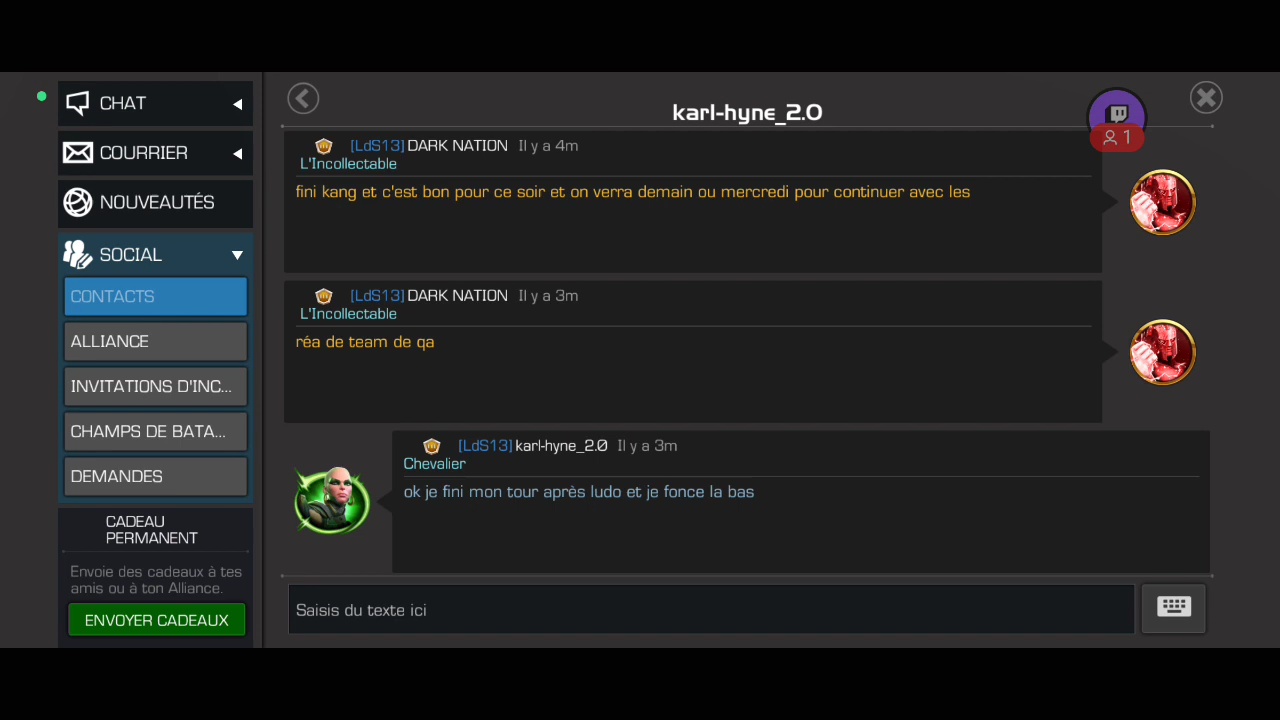 CHAT
COURRIER
NOUVEAUTÉS
SOCIAL
CONTACTS
ALLIANCE
INVITATIONS D'INC...
CHAMPS DE BATA...
DEMANDES
CADEAU
PERMANENT
Envoie des cadeaux à tes
amis ou à ton Alliance.
ENVOYER CADEAUX
karl-hyne_2.0
1
[LdS13] DARK NATION Il y a 4m
L'Incollectable
fini kang et c'est bon pour ce soir et on verra demain ou mercredi pour continuer avec les
[LdS13] DARK NATION Il y a 3m
L'Incollectable
réa de team de qa
[LdS13] karl-hyne_2.0 Il y a 3m
Chevalier
ok je fini mon tour après ludo et je fonce la bas
Saisis du texte ici